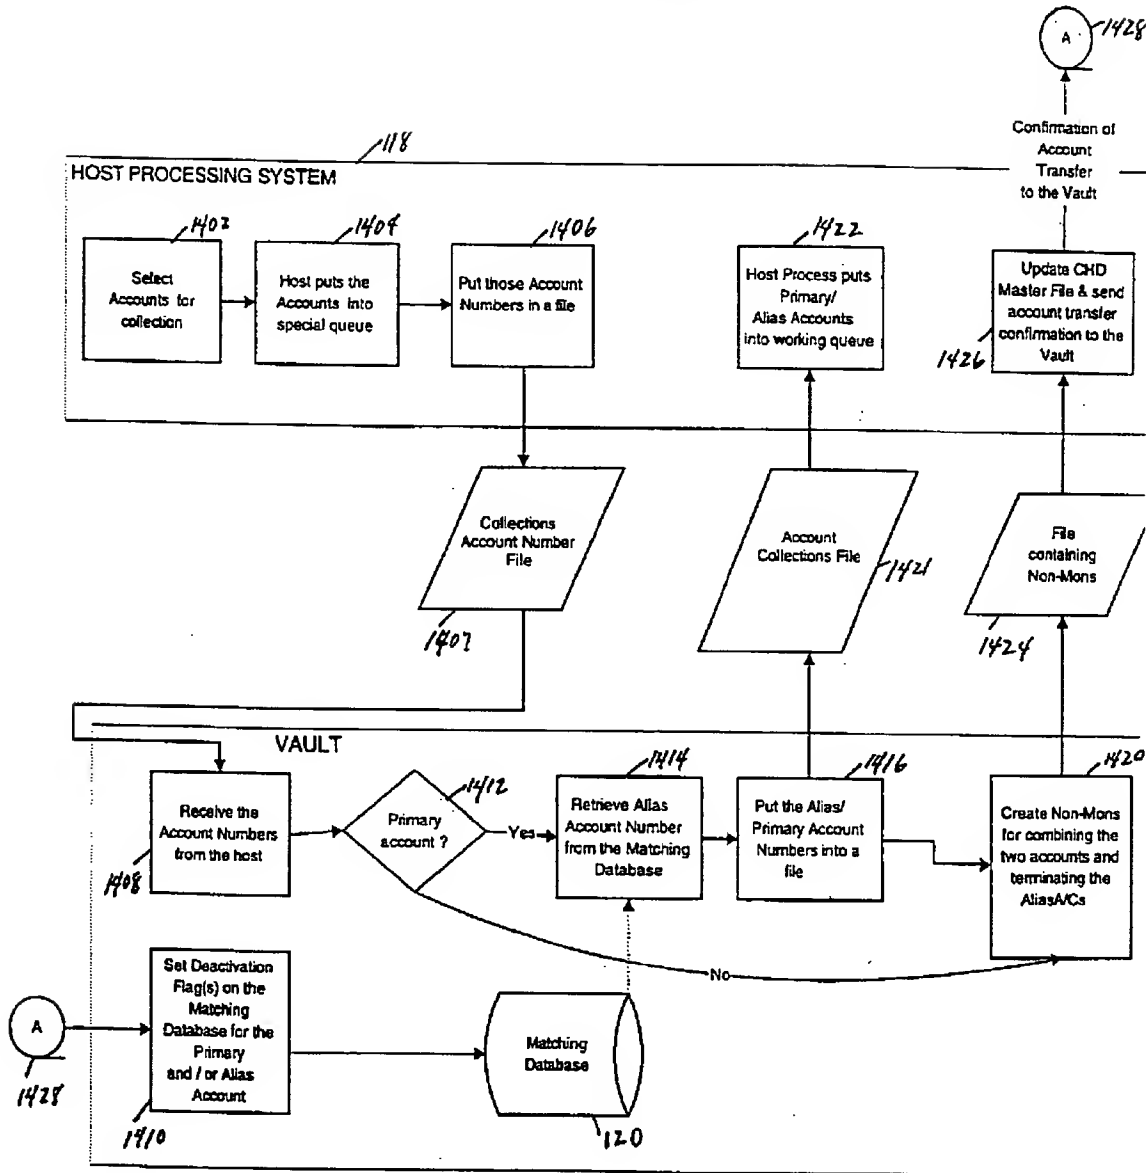 A
1428
Confirmation of
Account
Transfer
to the Vault
118
HOST PROCESSING SYSTEM
1402
Select
Accounts for
collection
1404
Host puts the
Accounts into
special queue
1406
Put those Account
Numbers in a file
1422
Host Process puts
Primary/
Alias Accounts
into working queue
Update CHD
Master File & send
account transfer
confirmation to the
Vault
1426
Collections
Account Number
File
1407
Account
Collections File
1421
File
containing
Non-Mons
1424
VAULT
Receive the
Account Numbers
from the host
1408
1412
Primary
account ?
Yes
No
1414
Retrieve Alias
Account Number
from the Matching
Database
1416
Put the Alias/
Primary Account
Numbers into a
file
1420
Create Non-Mons
for combining the
two accounts and
terminating the
AliasA/Cs
A
1428
Set Deactivation
Flag(s) on the
Matching
Database for the
Primary
and / or Alias
Account
1410
Matching
Database
120